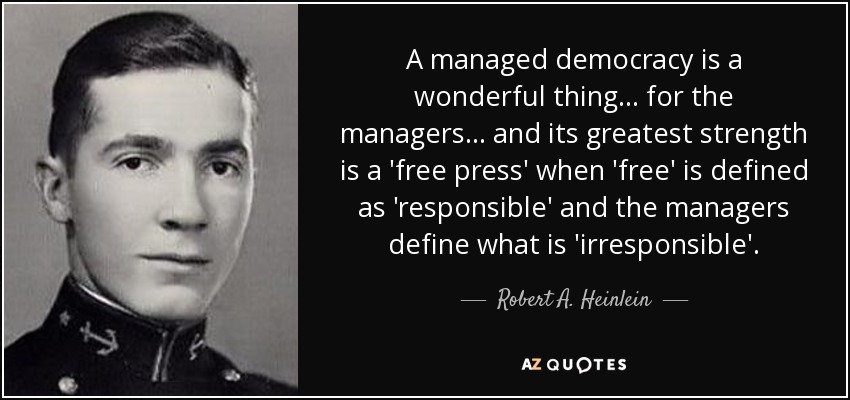 A managed democracy is a
wonderful thing... for the
managers... and its greatest strength
is a 'free press' when 'free' is defined
as 'responsible' and the managers
define what is 'irresponsible'.
Robert A. Heinlein
AZ QUOTES